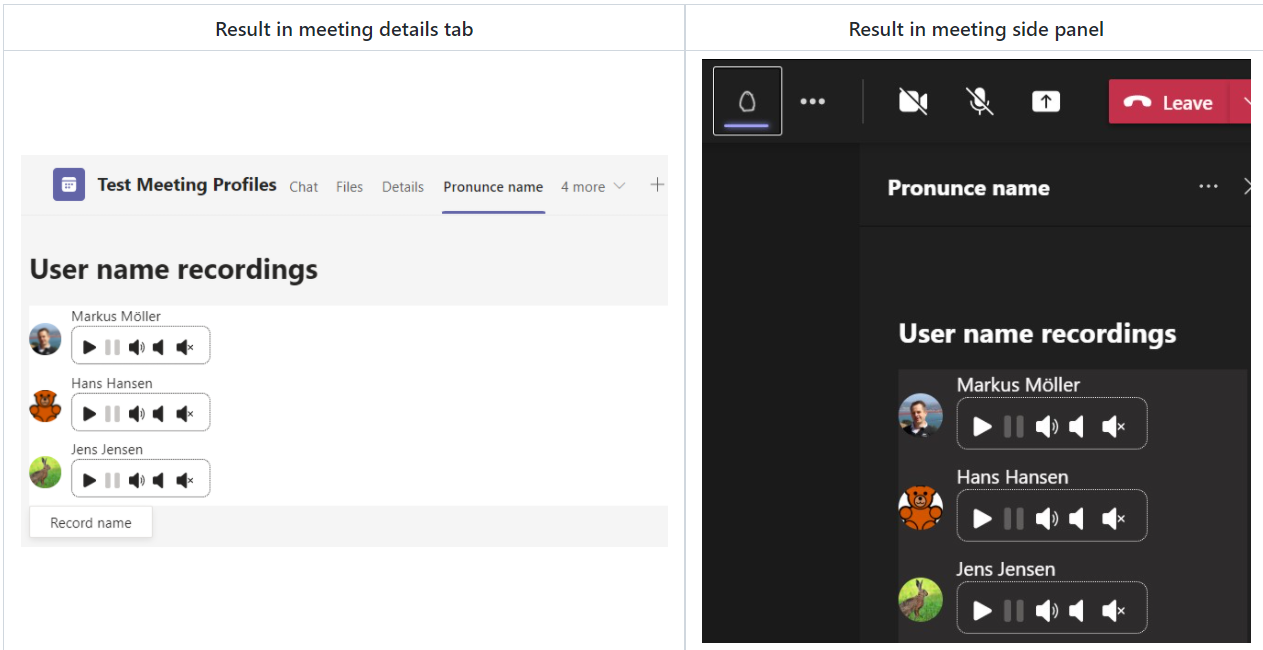 Result in meeting details tab
Result in meeting side panel
Test Meeting Profiles Chat Files Details Pronunce name 4 more
User name recordings
Markus Möller
Hans Hansen
Jens Jensen
Record name
Leave
Pronunce name
User name recordings
Markus Möller
Hans Hansen
Jens Jensen